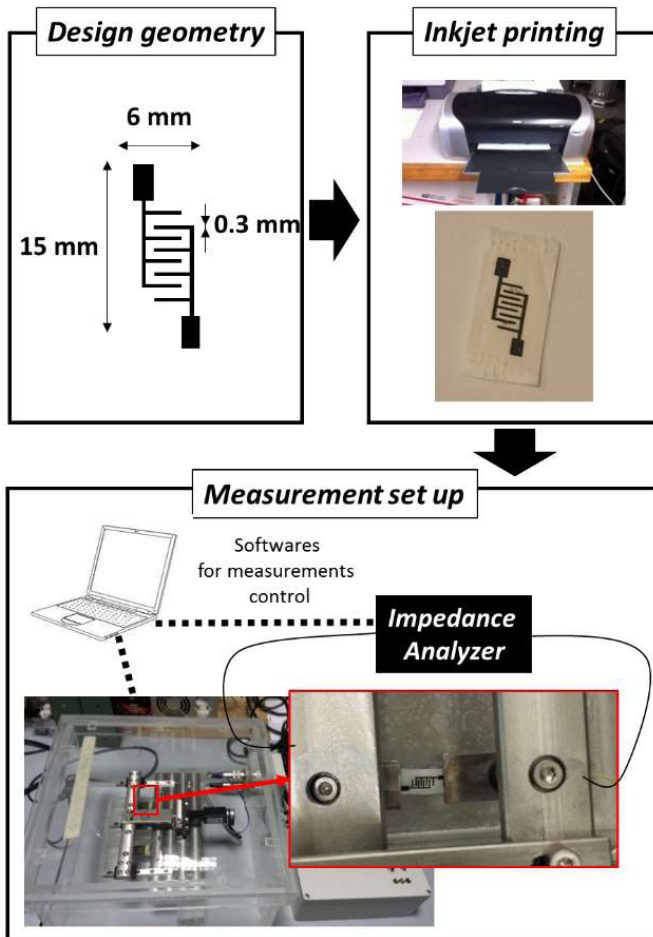 Design geometry
Inkjet printing
6 mm
15 mm
0.3 mm
Measurement set up
Softwares
for measurements
control
Impedance
Analyzer